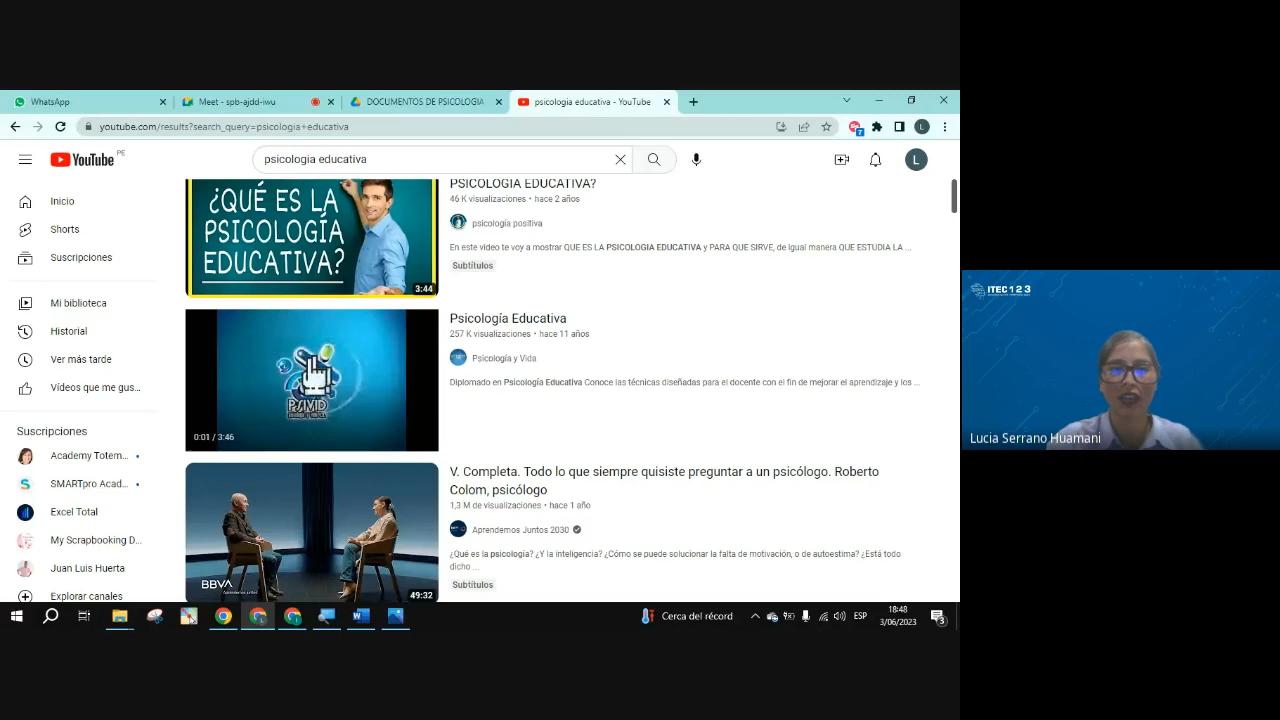 WhatsApp
Meet - spb-ajdd-iwu
DOCUMENTOS DE PSICOLOGIA
psicologia educativa - YouTube
youtube.com/results?search_query=psicologia+educativa
7
L
YouTube PE
psicologia educativa
L
Inicio
Shorts
Suscripciones
Mi biblioteca
Historial
Ver más tarde
Vídeos que me gus...
Suscripciones
Academy Totem...
SMARTpro Acad...
Excel Total
My Scrapbooking D...
Juan Luis Huerta
Explorar canales
¿QUÉ ES LA
PSICOLOGÍA
EDUCATIVA?
3:44
PSICOLOGIA EDUCATIVA?
46 K visualizaciones • hace 2 años
psicología positiva
En este video te voy a mostrar QUE ES LA PSICOLOGIA EDUCATIVA y PARA QUE SIRVE, de igual manera QUE ESTUDIA LA ...
Subtítulos
PSIVID
0:01 / 3:46
Psicología Educativa
257 K visualizaciones • hace 11 años
Psicología y Vida
Diplomado en Psicología Educativa Conoce las técnicas diseñadas para el docente con el fin de mejorar el aprendizaje y los ...
BBVA
Aprendemos juntos
49:32
V. Completa. Todo lo que siempre quisiste preguntar a un psicólogo. Roberto
Colom, psicólogo
1,3 M de visualizaciones • hace 1 año
Aprendemos Juntos 2030
¿Qué es la psicología? ¿Y la inteligencia? ¿Cómo se puede solucionar la falta de motivación, o de autoestima? ¿Está todo
dicho ...
Subtítulos
Cerca del récord
ESP
18:48
3/06/2023
3
ITEC 1 2 3
Lucia Serrano Huamani